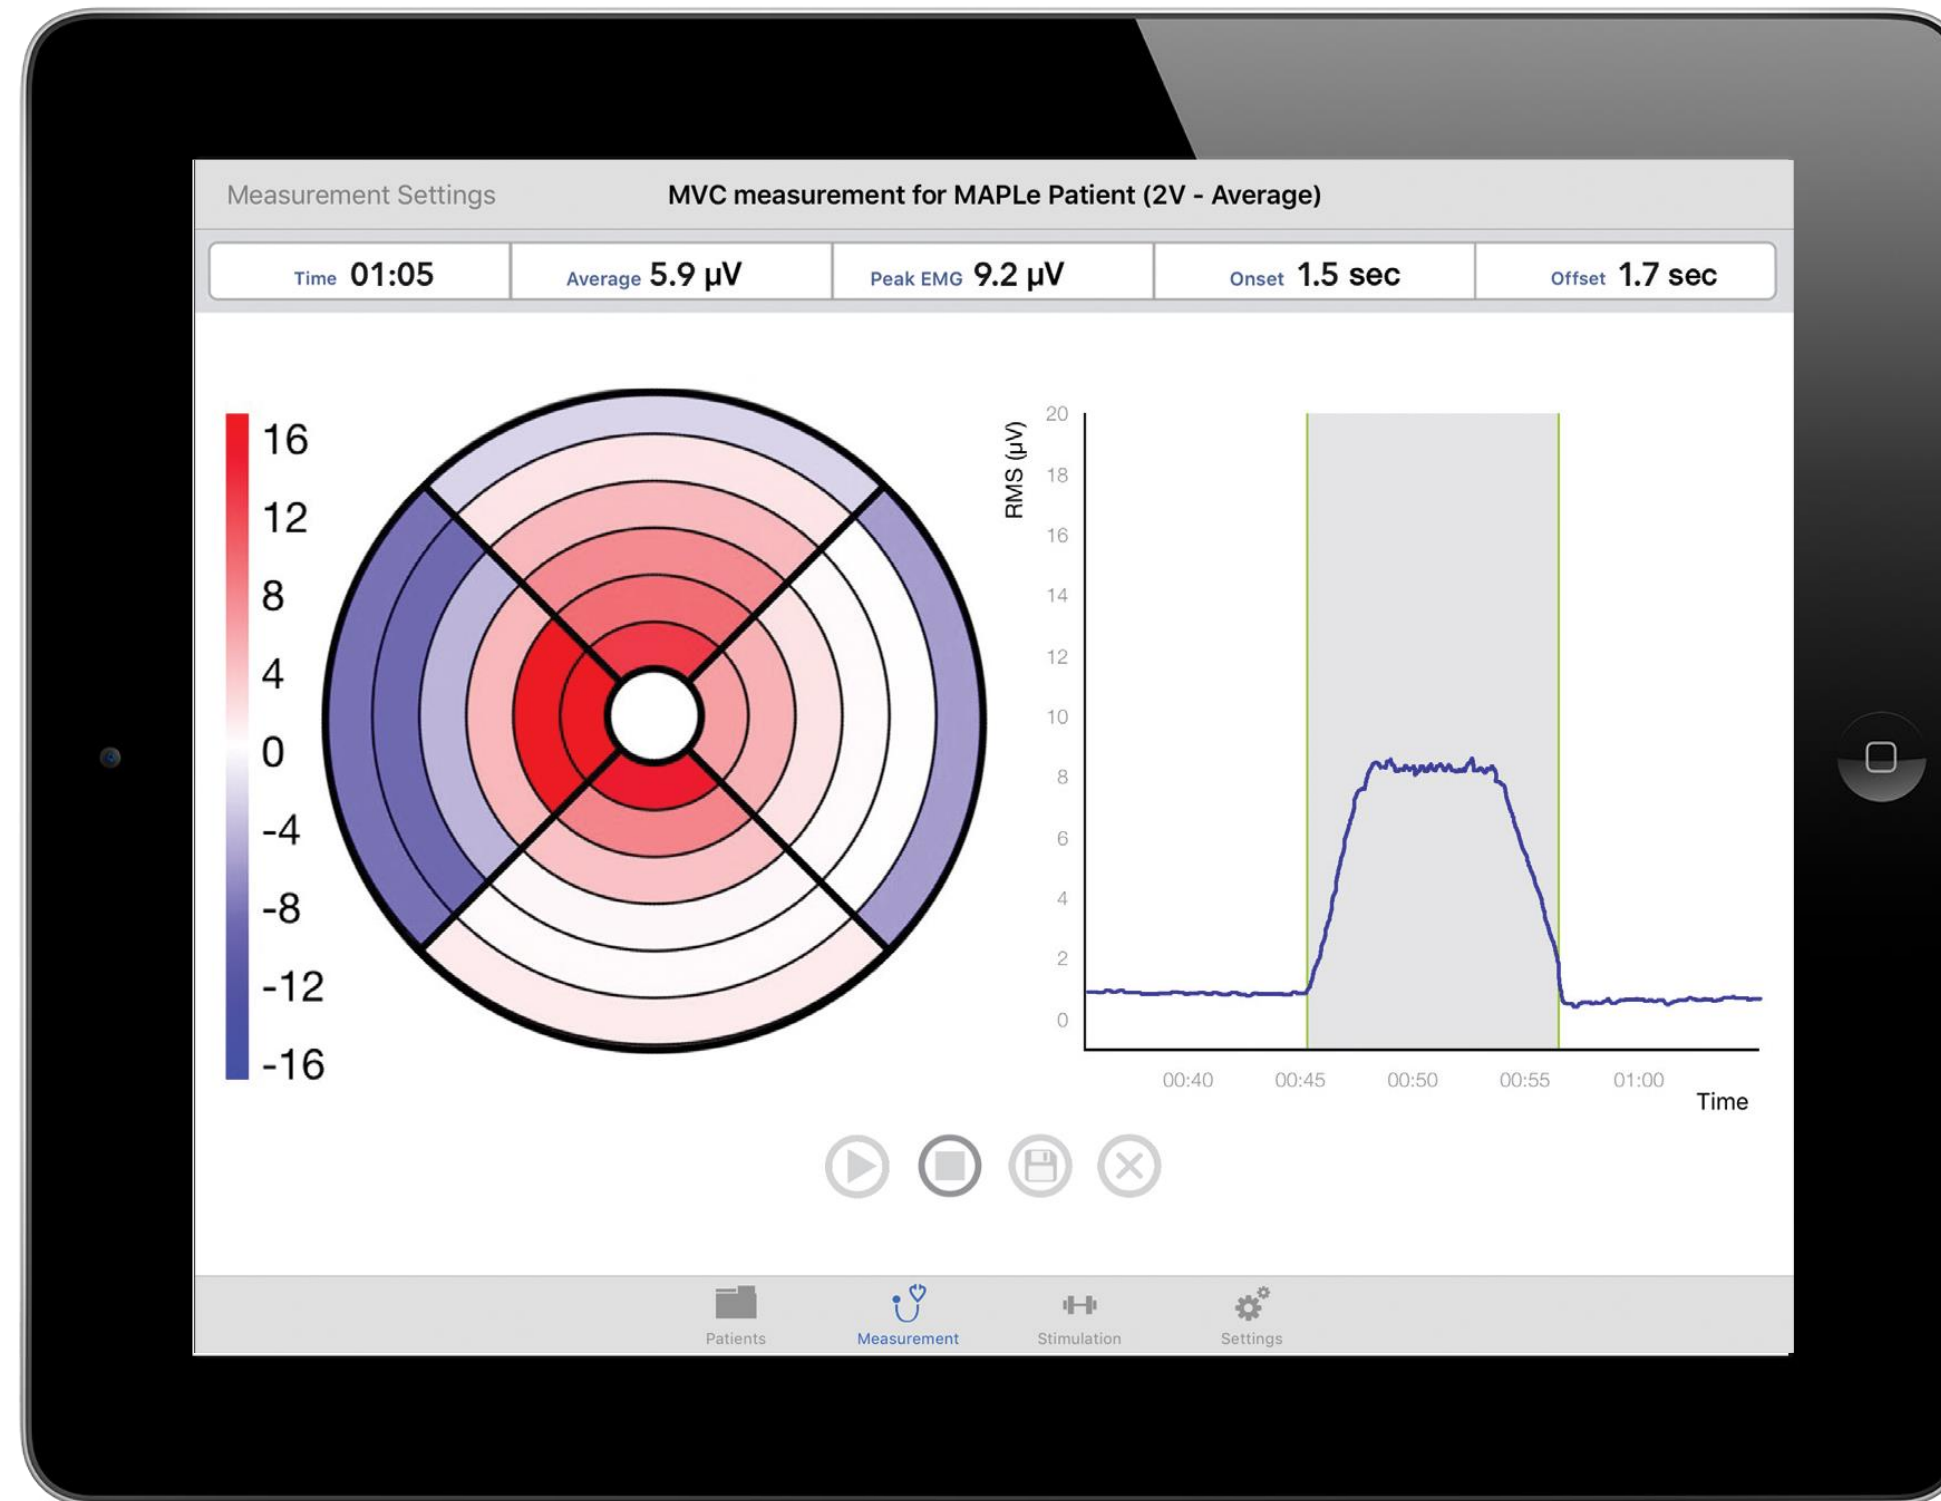 Measurement Settings
MVC measurement for MAPLe Patient (2V - Average)
Time 01:05
Average 5.9 µV
Peak EMG 9.2 µV
Onset 1.5 sec
Offset 1.7 sec
16
12
8
4
0
-4
-8
-12
-16
RMS (µV)
20
18
16
14
12
10
8
6
4
2
0
00:40 00:45 00:50 00:55 01:00
Time
Patients
Measurement
Stimulation
Settings